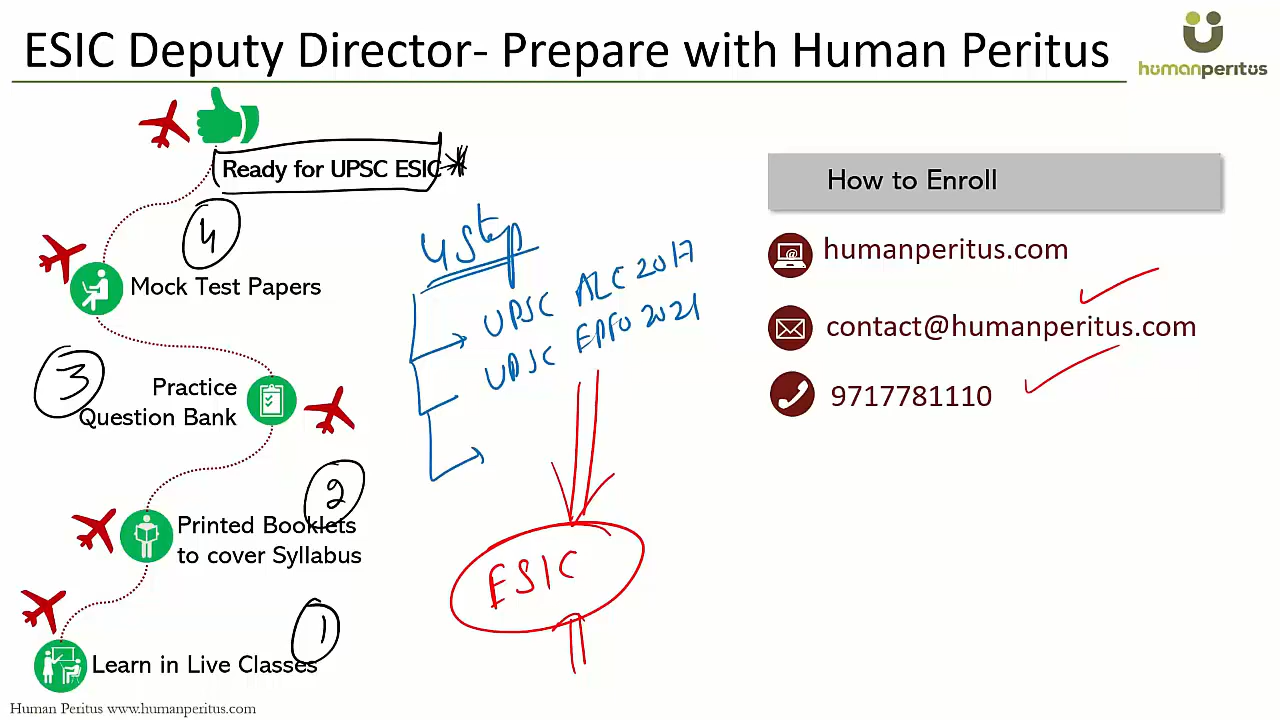 ESIC Deputy Director- Prepare with Human Peritus
humanperitus
Ready for UPSC ESIC
4
Mock Test Papers
3
Practice
Question Bank
2
Printed Booklets
to cover Syllabus
1
Learn in Live Classes
4 Step
UPSC ALC 2017
UPSC EPFO 2021
ESIC
How to Enroll
humanperitus.com
contact@humanperitus.com
9717781110
Human Peritus www.humanperitus.com